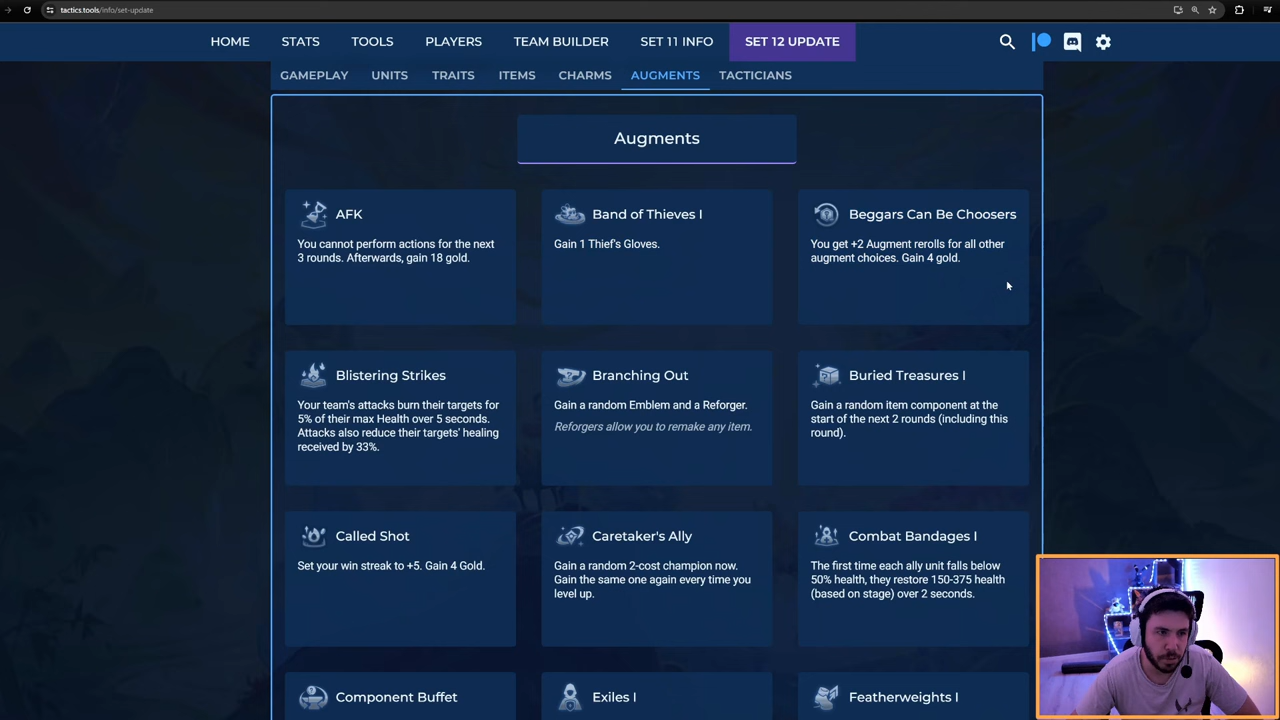 tactics.tools/info/set-update
HOME STATS TOOLS PLAYERS TEAM BUILDER SET 11 INFO SET 12 UPDATE
GAMEPLAY UNITS TRAITS ITEMS CHARMS AUGMENTS TACTICIANS
Augments
AFK
You cannot perform actions for the next
3 rounds. Afterwards, gain 18 gold.
Band of Thieves I
Gain 1 Thief's Gloves.
Beggars Can Be Choosers
You get +2 Augment rerolls for all other
augment choices. Gain 4 gold.
Blistering Strikes
Your team's attacks burn their targets for
5% of their max Health over 5 seconds.
Attacks also reduce their targets' healing
received by 33%.
Branching Out
Gain a random Emblem and a Reforger.
Reforgers allow you to remake any item.
Buried Treasures I
Gain a random item component at the
start of the next 2 rounds (including this
round).
Called Shot
Set your win streak to +5. Gain 4 Gold.
Caretaker's Ally
Gain a random 2-cost champion now.
Gain the same one again every time you
level up.
Combat Bandages I
The first time each ally unit falls below
50% health, they restore 150-375 health
(based on stage) over 2 seconds.
Component Buffet
Exiles I
Featherweights I